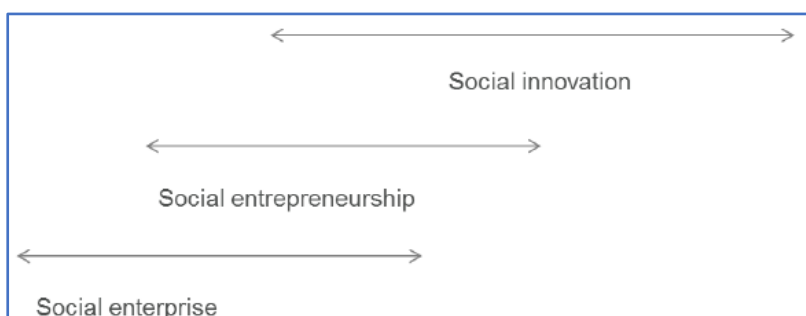 Social innovation
Social entrepreneurship
Social enterprise